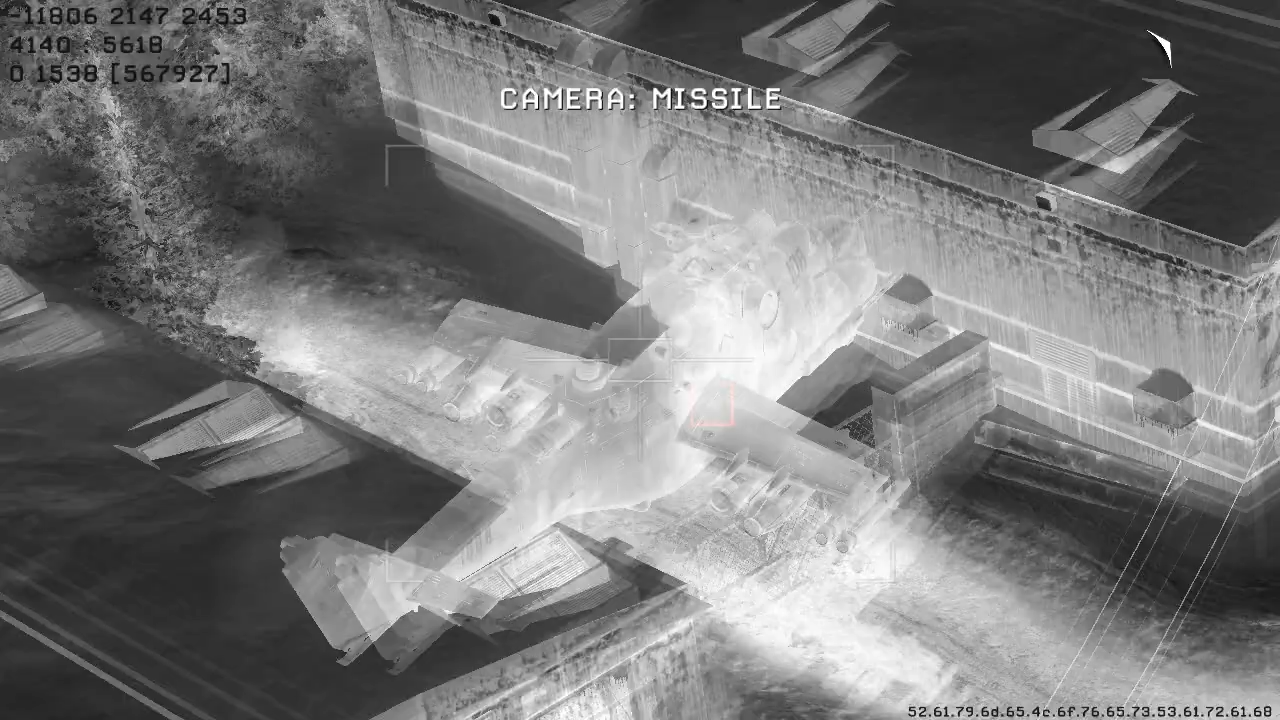 -11806 2147 2453
4140 : 5618
0 1538 [567927]
CAMERA: MISSILE
52.61.79.6d.65.4c.6f.76.65.73.53.61.72.61.68